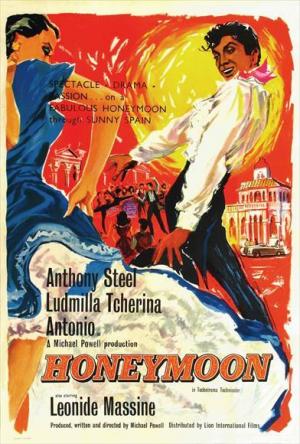 SPECTACLE - DRAMA -
PASSION... on a
FABULOUS HONEYMOON
through SUNNY SPAIN
Anthony Steel
Ludmilla Tcherina
Antonio
A Michael Powell production
HONEYMOON
in Technirama Technicolor
also starring
Leonide Massine
Produced, written and directed by Michael Powell Distributed by Lion International Films